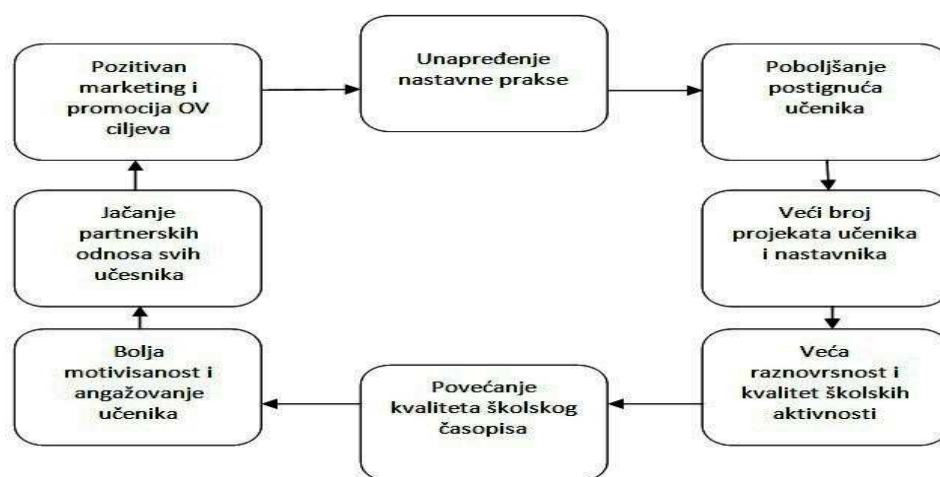 Pozitivan
marketing i
promocija OV
ciljeva
Unapređenje
nastavne prakse
Poboljšanje
postignuća
učenika
Veći broj
projekata učenika
i nastavnika
Veća
raznovrsnost i
kvalitet školskih
aktivnosti
Povećanje
kvaliteta školskog
časopisa
Bolja
motivisanost i
angažovanje
učenika
Jačanje
partnerskih
odnosa svih
učesnika